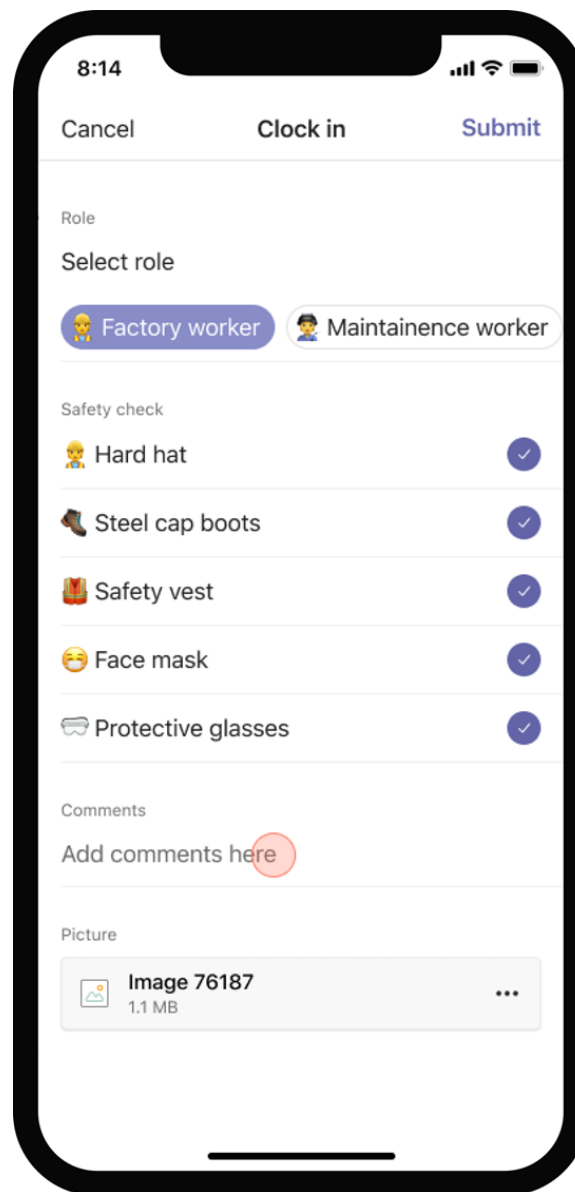 8:14
Cancel Clock in Submit
Role
Select role
Factory worker Maintainence worker
Safety check
Hard hat
Steel cap boots
Safety vest
Face mask
Protective glasses
Comments
Add comments here
Picture
Image 76187
1.1 MB